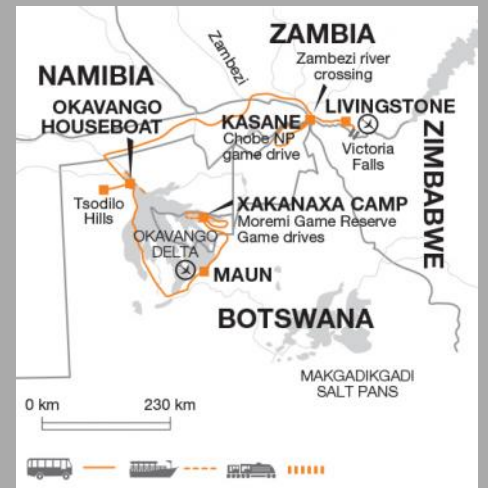 ZAMBIA
Zambezi
Zambezi river
crossing
NAMIBIA
OKAVANGO
HOUSEBOAT
LIVINGSTONE
KASANE
Chobe NP
game drive
Victoria
Falls
ZIMBABWE
Tsodilo
Hills
XAKANAXA CAMP
Moremi Game Reserve
Game drives
OKAVANGO
DELTA
MAUN
BOTSWANA
MAKGADIKGADI
SALT PANS
0 km
230 km